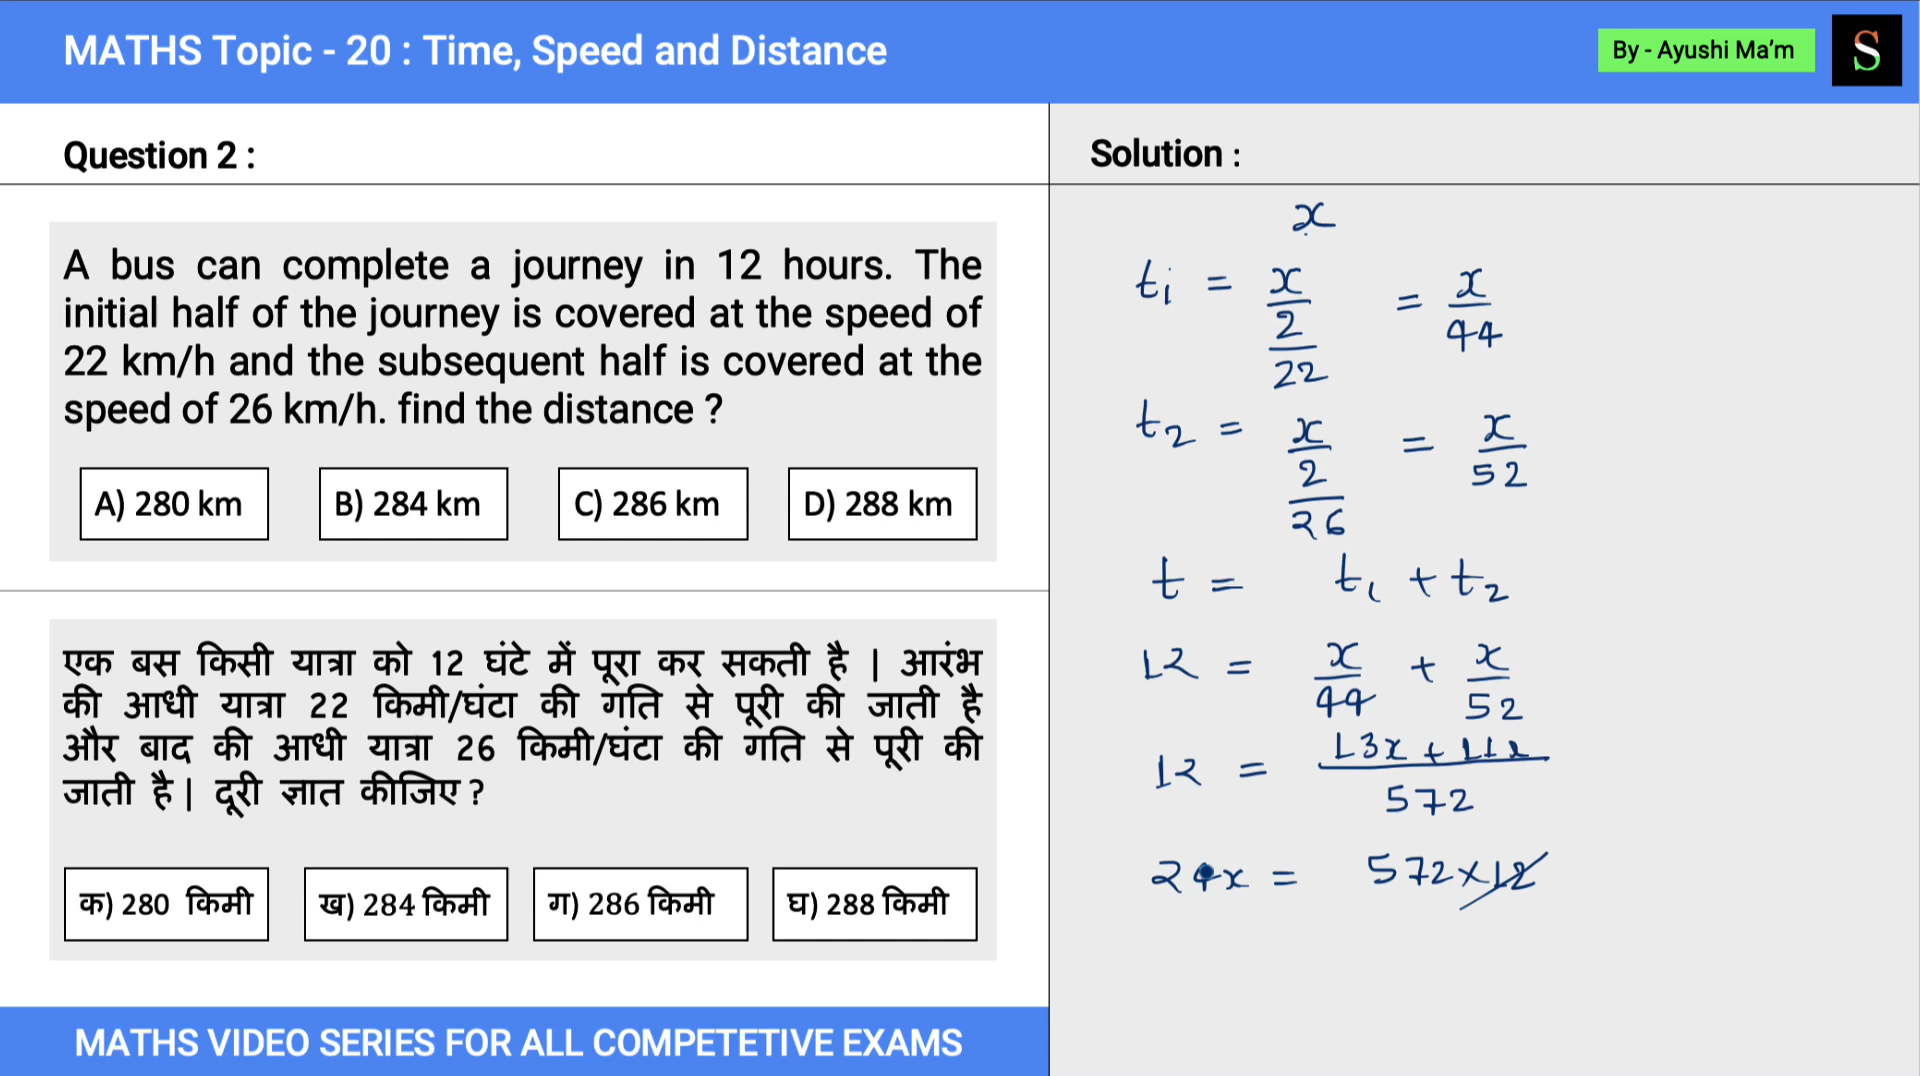 MATHS Topic - 20 : Time, Speed and Distance
By - Ayushi Ma’m
S
Question 2 :
A bus can complete a journey in 12 hours. The
initial half of the journey is covered at the speed of
22 km/h and the subsequent half is covered at the
speed of 26 km/h. find the distance ?
A) 280 km
B) 284 km
C) 286 km
D) 288 km
एक बस किसी यात्रा को 12 घंटे में पूरा कर सकती है | आरंभ
की आधी यात्रा 22 किमी/घंटा की गति से पूरी की जाती है
और बाद की आधी यात्रा 26 किमी/घंटा की गति से पूरी की
जाती है| दूरी ज्ञात कीजिए ?
क) 280 किमी
ख) 284 किमी
ग) 286 किमी
घ) 288 किमी
MATHS VIDEO SERIES FOR ALL COMPETETIVE EXAMS
Solution :
x
t₁ = x/2/22 = x/44
t₂ = x/2/26 = x/52
t = t₁ + t₂
12 = x/44 + x/52
12 = 13x + 11x/572
24x = 572×12